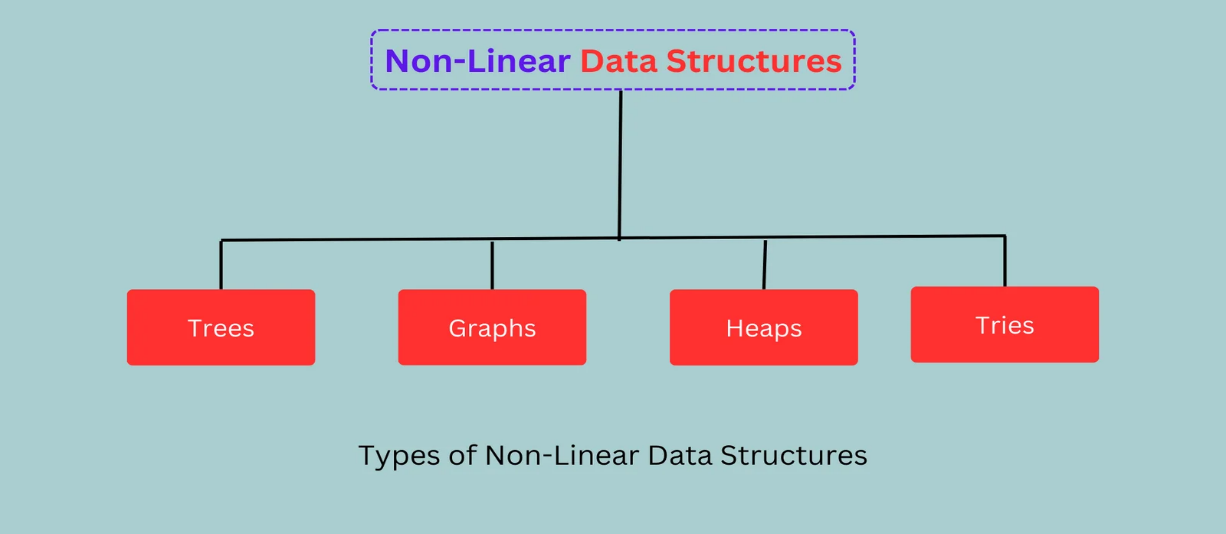 Non-Linear Data Structures
Trees
Graphs
Heaps
Tries
Types of Non-Linear Data Structures